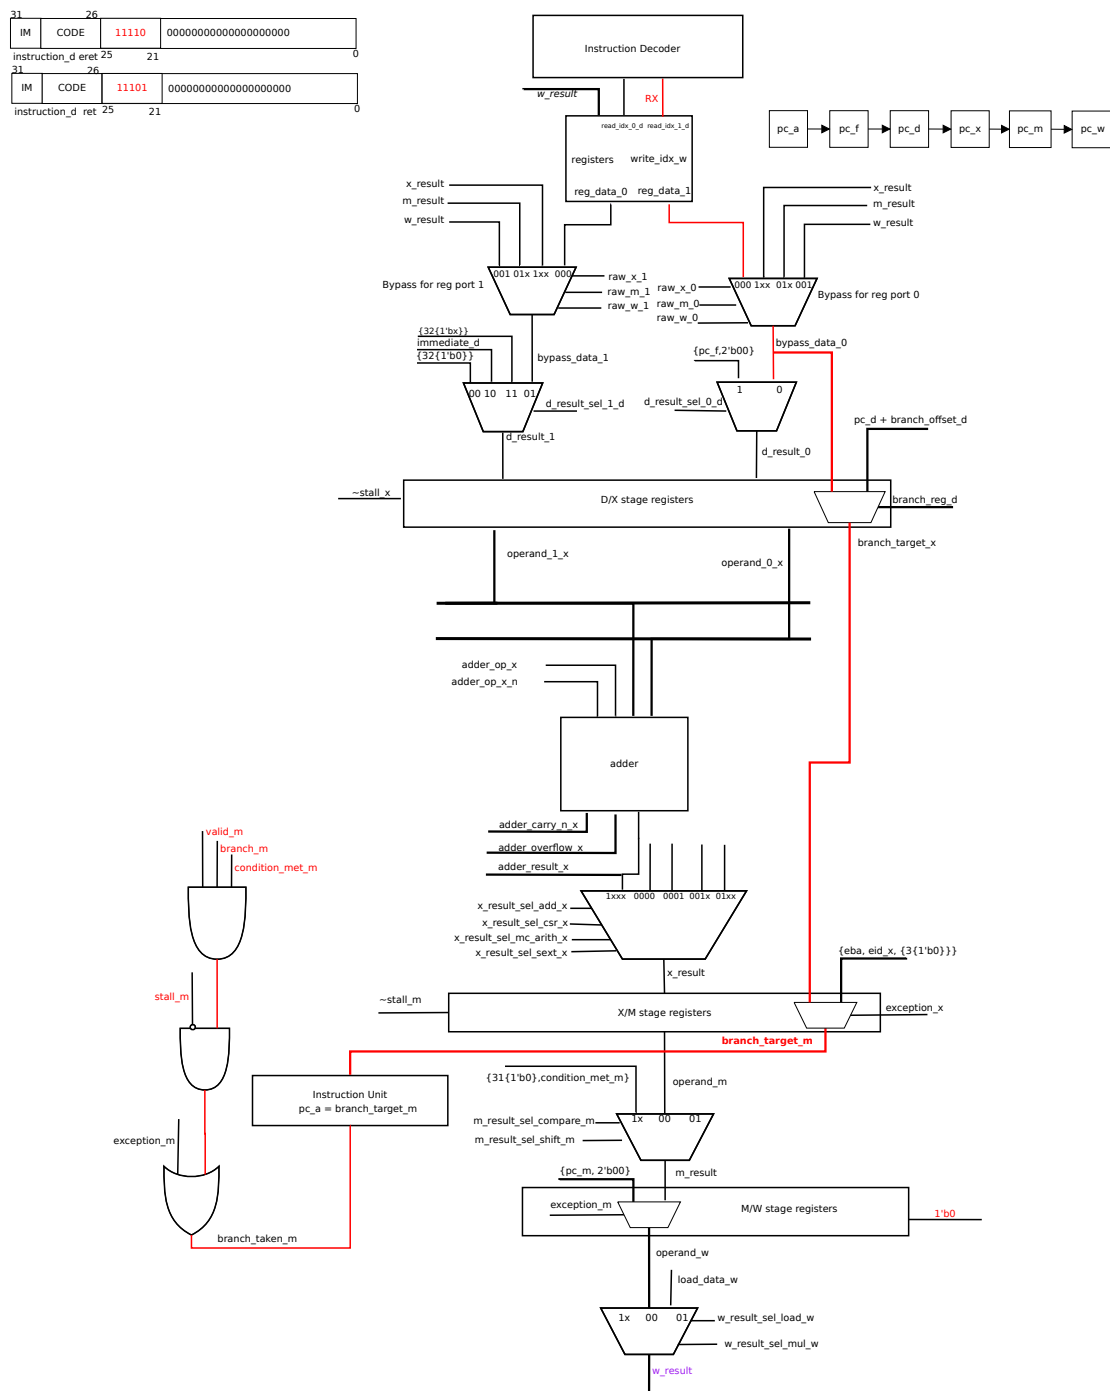 31
26
IM
CODE
11110
00000000000000000000
instruction_d eret
25
21
0
31
26
IM
CODE
11101
0000000000000000000
instruction_d ret
25
21
0
Instruction Decoder
w_result
RX
read_idx_0_d
read_idx_1_d
registers
write_idx_w
reg_data_0
reg_data_1
pc_a
pc_f
pc_d
pc_x
pc_m
pc_w
x_result
m_result
w_result
x_result
m_result
w_result
001 01x 1xx 000
000 1xx 01x 001
Bypass for reg port 1
raw_x_1
raw_m_1
raw_w_1
raw_x_0
raw_m_0
raw_w_0
Bypass for reg port 0
{32{1'bx}}
immediate_d
{32{1'b0}}
bypass_data_1
{pc_f,2'b00}
bypass_data_0
00 10 11 01
1 0
d_result_sel_1_d
d_result_sel_0_d
d_result_1
d_result_0
pc_d + branch_offset_d
~stall_x
D/X stage registers
branch_reg_d
branch_target_x
operand_1_x
operand_0_x
adder_op_x
adder_op_x_n
adder
adder_carry_n_x
adder_overflow_x
adder_result_x
valid_m
branch_m
condition_met_m
1xxx 0000 0001 001x 01xx
x_result_sel_add_x
x_result_sel_csr_x
x_result_sel_mc_arith_x
x_result_sel_sext_x
x_result
{eba, eid_x, {3{1'b0}}}
stall_m
~stall_m
X/M stage registers
exception_x
branch_target_m
Instruction Unit
pc_a = branch_target_m
{31{1'b0},condition_met_m}
operand_m
1x 00 01
m_result_sel_compare_m
m_result_sel_shift_m
exception_m
m_result
{pc_m, 2'b00}
exception_m
M/W stage registers
1'b0
branch_taken_m
operand_w
load_data_w
1x 00 01
w_result_sel_load_w
w_result_sel_mul_w
w_result